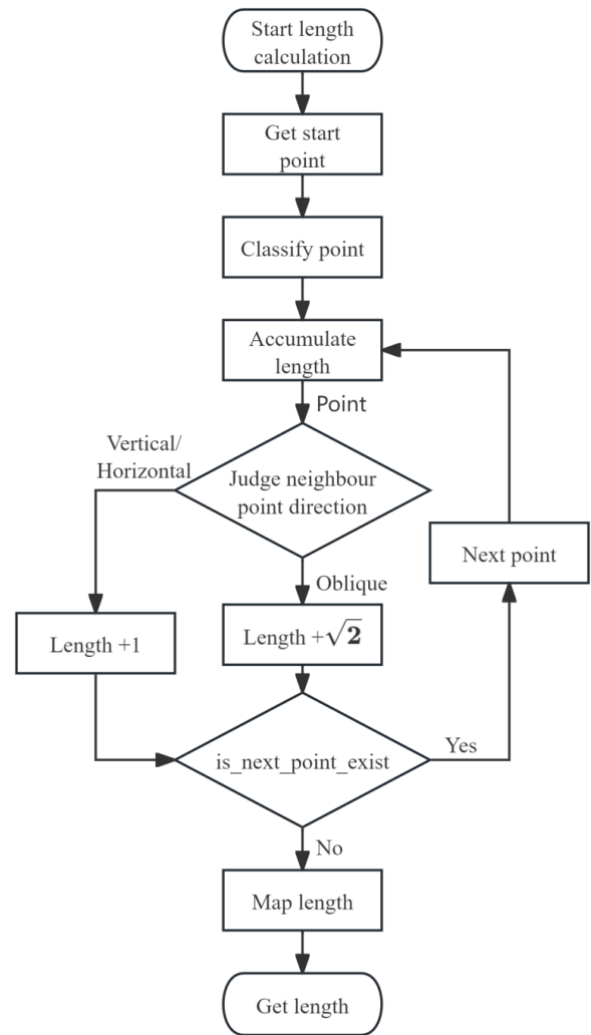 Start length
calculation
Get start
point
Classify point
Accumulate
length
Point
Vertical/
Horizontal
Judge neighbour
point direction
Next point
Oblique
Length +1
Length +√2
is_next_point_exist
Yes
No
Map length
Get length